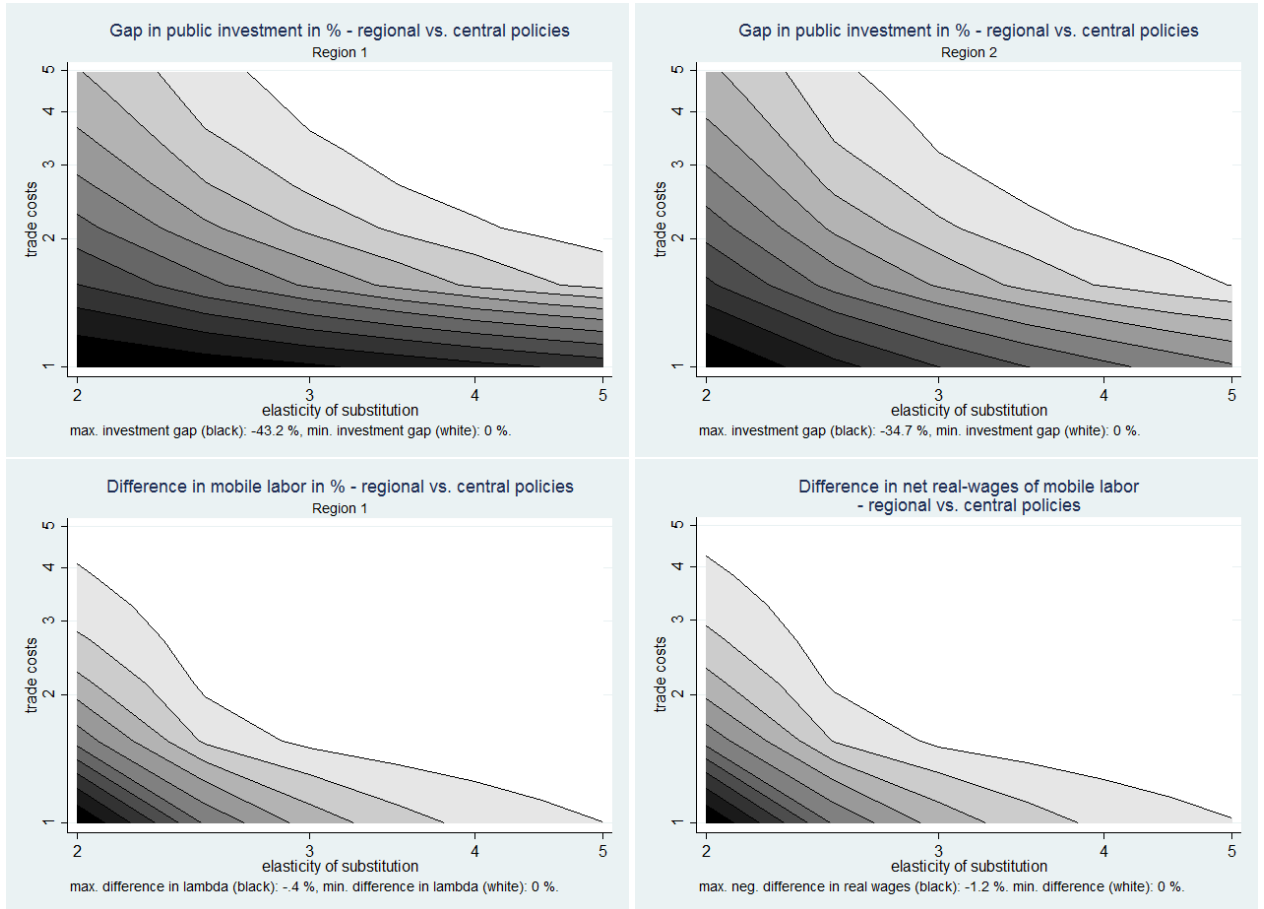 Gap in public investment in % - regional vs. central policies
Region 1
5
4
3
2
1
trade costs
2
3
4
5
elasticity of substitution
max. investment gap (black): -43.2 %, min. investment gap (white): 0 %.
Gap in public investment in % - regional vs. central policies
Region 2
5
4
3
2
1
trade costs
2
3
4
5
elasticity of substitution
max. investment gap (black): -34.7 %, min. investment gap (white): 0 %.
Difference in mobile labor in % - regional vs. central policies
Region 1
5
4
3
2
1
trade costs
2
3
4
5
elasticity of substitution
max. difference in lambda (black): -.4 %, min. difference in lambda (white): 0 %.
Difference in net real-wages of mobile labor
- regional vs. central policies
5
4
3
2
1
trade costs
2
3
4
5
elasticity of substitution
max. neg. difference in real wages (black): -1.2 %. min. difference (white): 0 %.